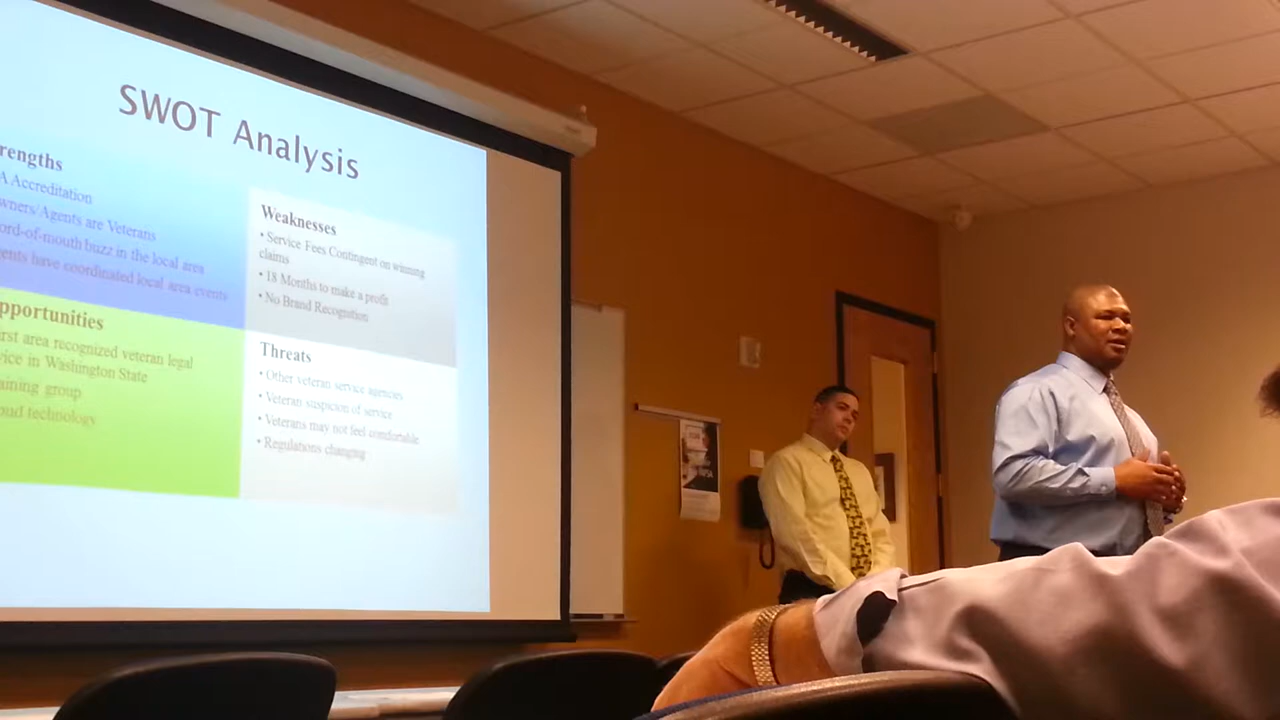 SWOT Analysis
rengths
A Accreditation
wners/Agents are Veterans
ord-of-mouth buzz in the local area
gents have coordinated local area events
Weaknesses
• Service Fees Contingent on winning
claims
• 18 Months to make a profit
• No Brand Recognition
pportunities
irst area recognized veteran legal
vice in Washington State
aining group
oud technology
Threats
• Other veteran service agencies
• Veteran suspicion of service
• Veterans may not feel comfortable
• Regulations changing